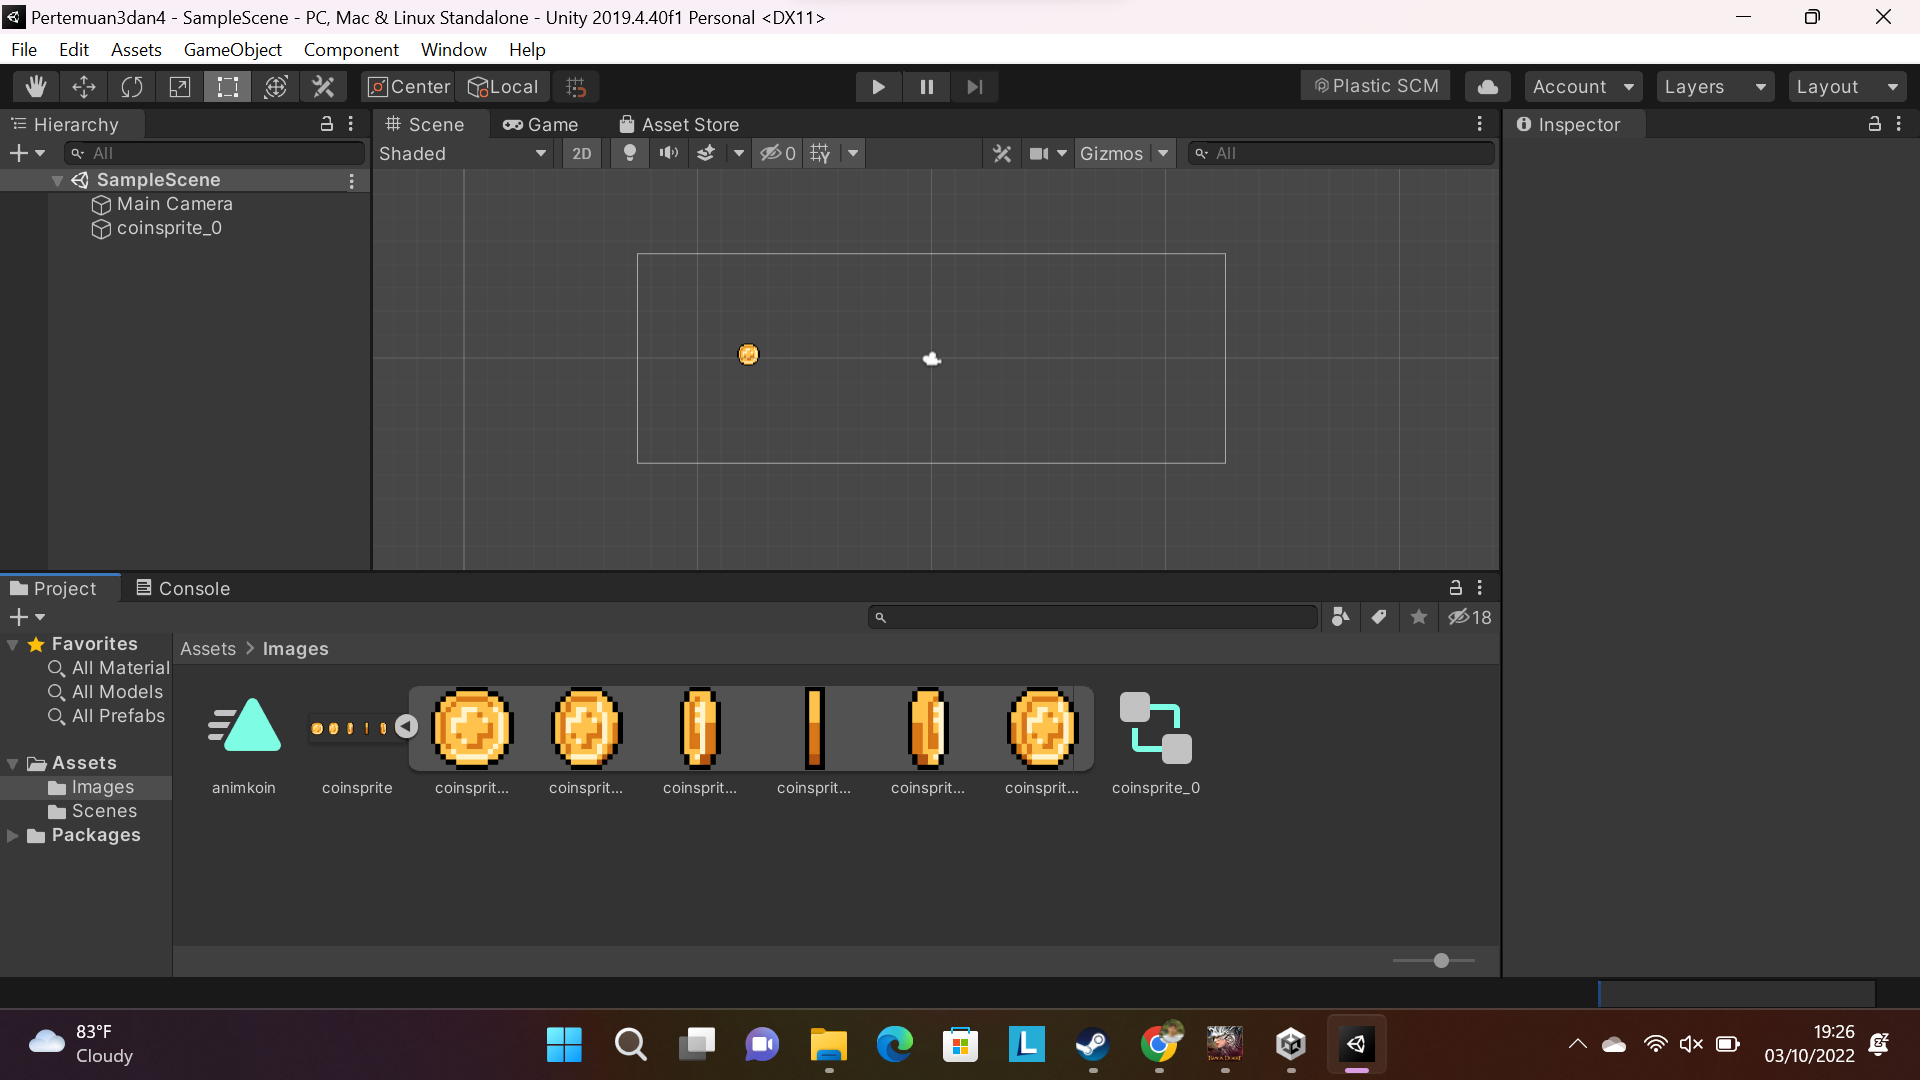 Pertemuan3dan4 - SampleScene - PC, Mac & Linux Standalone - Unity 2019.4.40f1 Personal <DX11>
File Edit Assets GameObject Component Window Help
Center Local Plastic SCM Account Layers Layout
Hierarchy Scene Game Asset Store Inspector
All Shaded 2D 0 Gizmos All
SampleScene
Main Camera
coinsprite_0
Project Console
18
Favorites
Assets > Images
All Material
All Models
All Prefabs
Assets
Images
Scenes
Packages
animkoin coinsprite coinsprit... coinsprit... coinsprit... coinsprit... coinsprit... coinsprit... coinsprite_0
83°F
Cloudy
L
19:26
03/10/2022